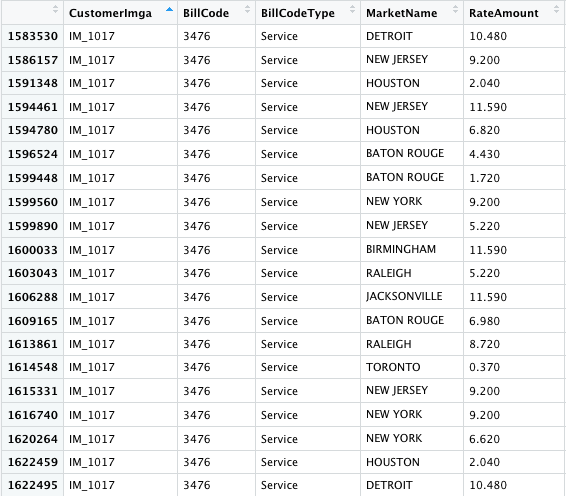 CustomerImga BillCode BillCodeType MarketName RateAmount
1583530 IM_1017 3476 Service DETROIT 10.480
1586157 IM_1017 3476 Service NEW JERSEY 9.200
1591348 IM_1017 3476 Service HOUSTON 2.040
1594461 IM_1017 3476 Service NEW JERSEY 11.590
1594780 IM_1017 3476 Service HOUSTON 6.820
1596524 IM_1017 3476 Service BATON ROUGE 4.430
1599448 IM_1017 3476 Service BATON ROUGE 1.720
1599560 IM_1017 3476 Service NEW YORK 9.200
1599890 IM_1017 3476 Service NEW JERSEY 5.220
1600033 IM_1017 3476 Service BIRMINGHAM 11.590
1603043 IM_1017 3476 Service RALEIGH 5.220
1606288 IM_1017 3476 Service JACKSONVILLE 11.590
1609165 IM_1017 3476 Service BATON ROUGE 6.980
1613861 IM_1017 3476 Service RALEIGH 8.720
1614548 IM_1017 3476 Service TORONTO 0.370
1615331 IM_1017 3476 Service NEW JERSEY 9.200
1616740 IM_1017 3476 Service NEW YORK 9.200
1620264 IM_1017 3476 Service NEW YORK 6.620
1622459 IM_1017 3476 Service HOUSTON 2.040
1622495 IM_1017 3476 Service DETROIT 10.480